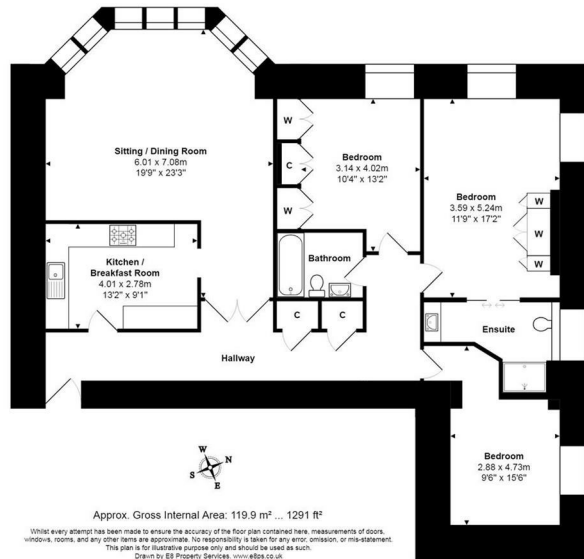 Sitting / Dining Room
6.01 x 7.08m
19'9" x 23'3"
W
C
W
Bedroom
3.14 x 4.02m
10'4" x 13'2"
Bedroom
3.59 x 5.24m
11'9" x 17'2"
W
W
W
Kitchen /
Breakfast Room
4.01 x 2.78m
13'2" x 9'1"
Bathroom
C
C
Ensuite
Hallway
Bedroom
2.88 x 4.73m
9'6" x 15'6"
W
N
S
E
Approx. Gross Internal Area: 119.9 m² ... 1291 ft²
Whilst every attempt has been made to ensure the accuracy of the floor plan contained here, measurements of doors,
windows, rooms, and any other items are approximate. No responsibility is taken for any error, omission, or mis-statement.
This plan is for illustrative purpose only and should be used as such.
Drawn by E8 Property Services. www.e8ps.co.uk